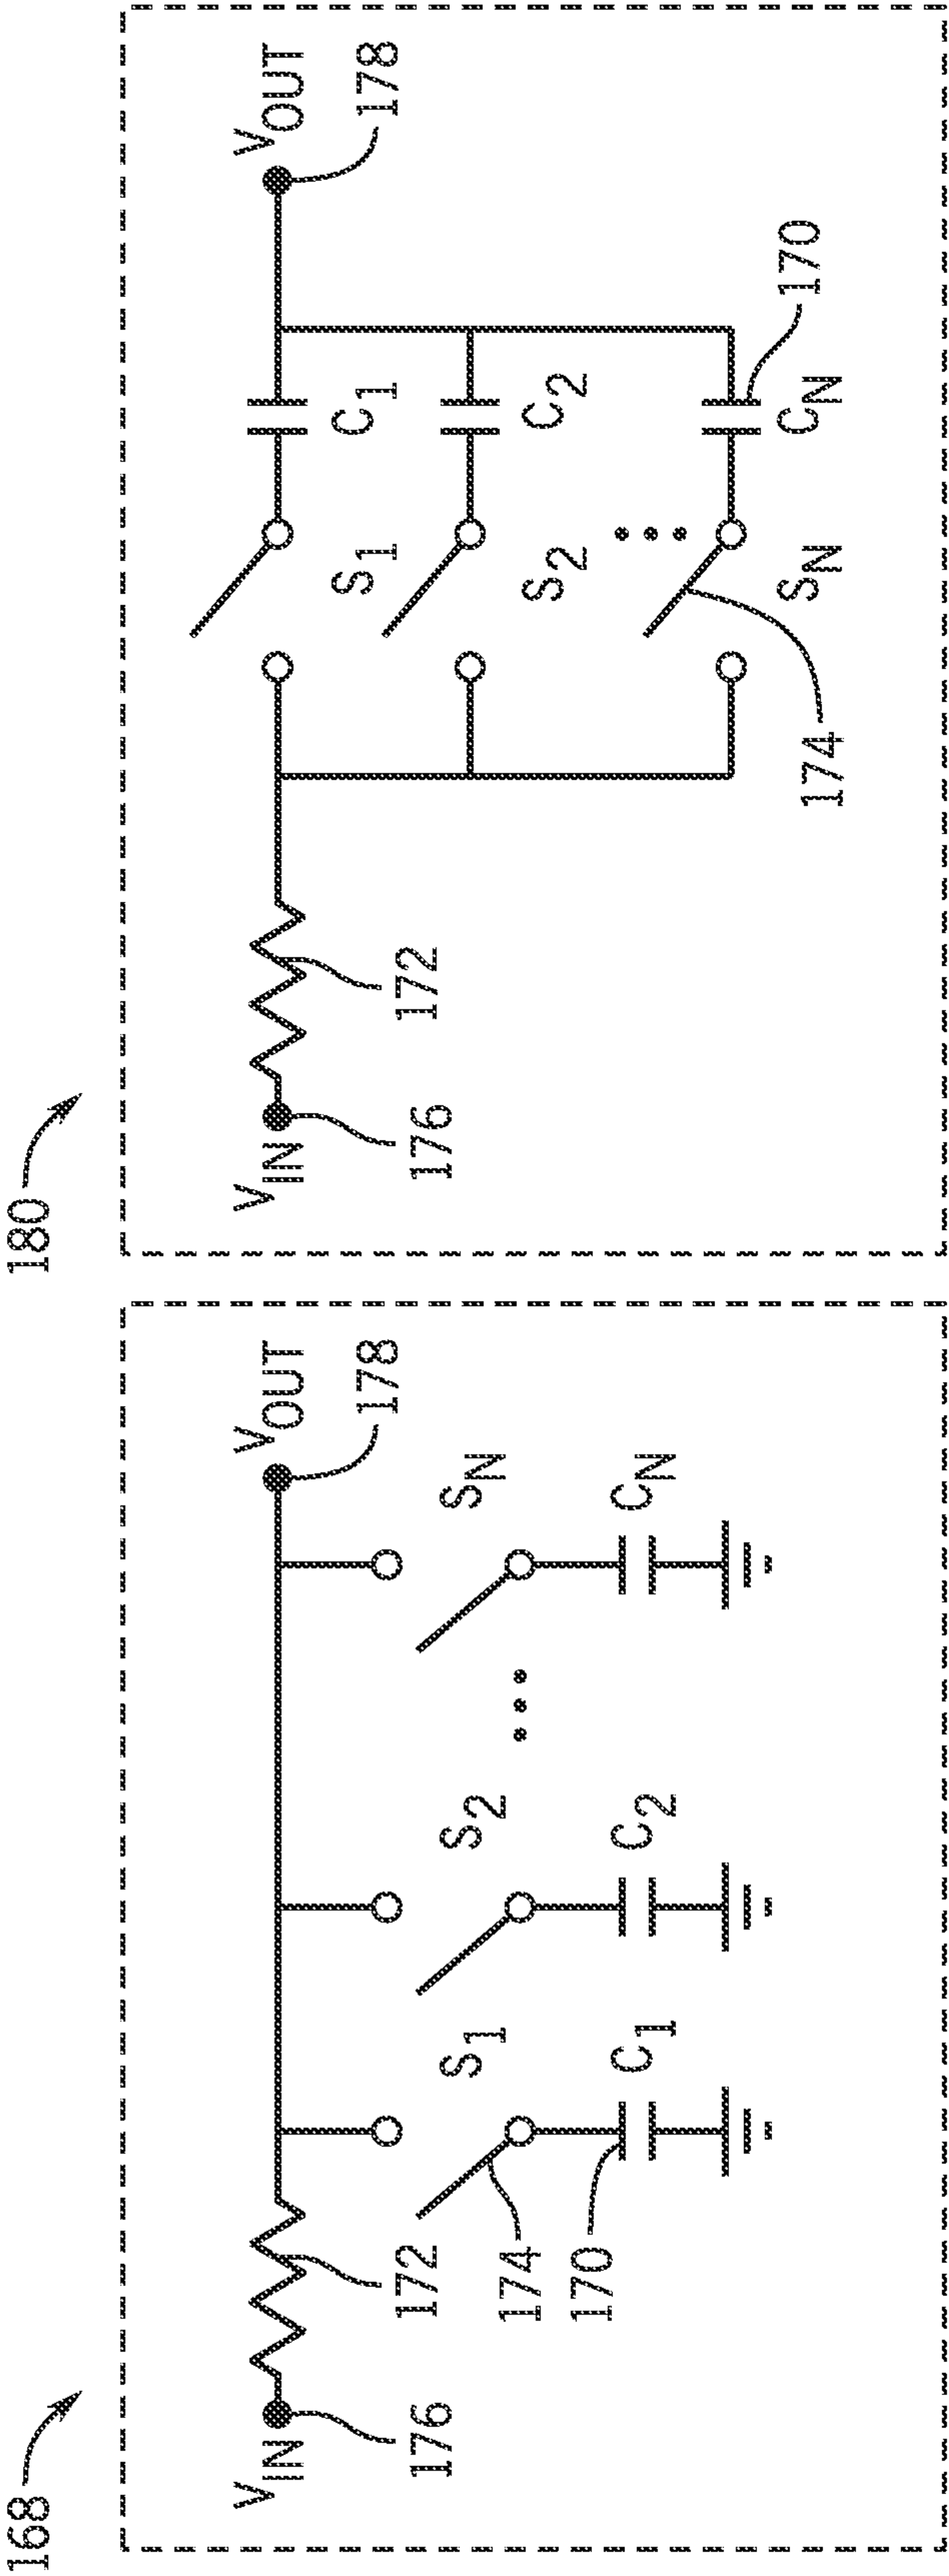 168
V_IN
176
172
174
170
S_1
C_1
S_2
C_2
S_N
C_N
V_OUT
178
180
V_IN
176
172
174
S_1
C_1
S_2
C_2
S_N
C_N
170
V_OUT
178